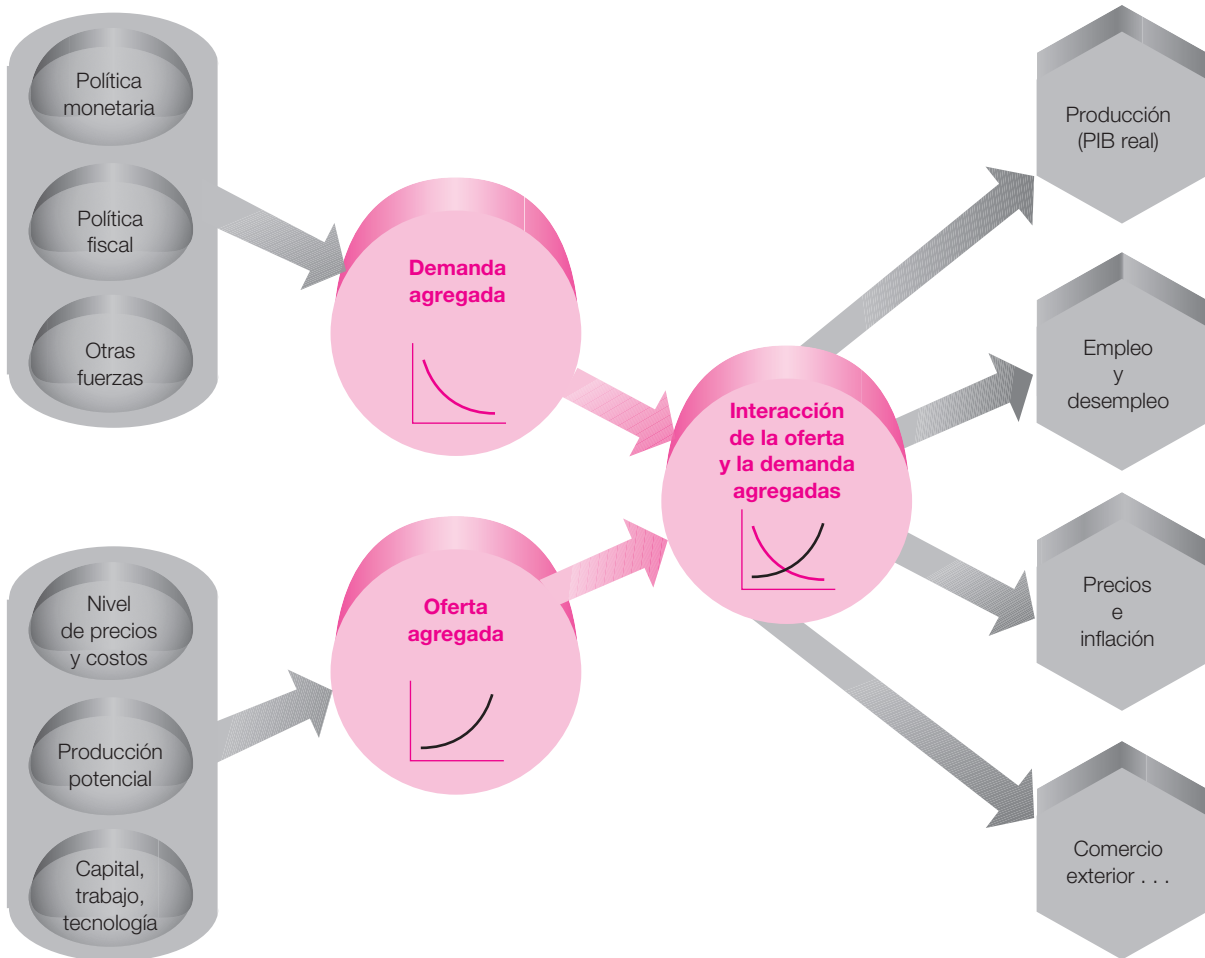 Política
monetaria
Política
fiscal
Otras
fuerzas
Nivel
de precios
y costos
Producción
potencial
Capital,
trabajo,
tecnología
Demanda
agregada
Oferta
agregada
Interacción
de la oferta
y la demanda
agregadas
Producción
(PIB real)
Empleo
y
desempleo
Precios
e
inflación
Comercio
exterior . . .